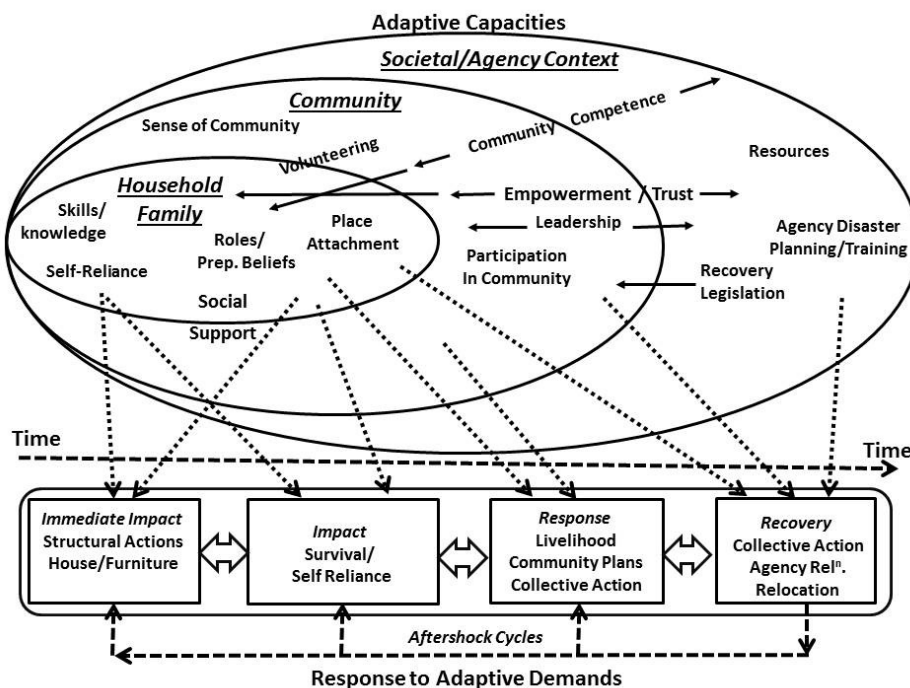 Adaptive Capacities
Societal/Agency Context
Community
Sense of Community
Volunteering
Community Competence
Resources
Household
Family
Skills/
knowledge
Self-Reliance
Roles/
Prep. Beliefs
Place
Attachment
Social
Support
Empowerment / Trust
Leadership
Participation
In Community
Agency Disaster
Planning/Training
Recovery
Legislation
Time
Time
Immediate Impact
Structural Actions
House/Furniture
Impact
Survival/
Self Reliance
Response
Livelihood
Community Plans
Collective Action
Recovery
Collective Action
Agency Relⁿ.
Relocation
Aftershock Cycles
Response to Adaptive Demands